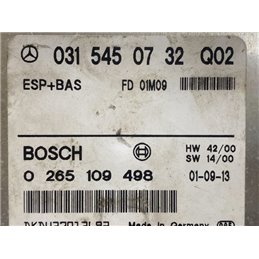 031 545 07 32 Q02
ESP+BAS FD 01M09
BOSCH HW 42/00
SW 14/00
0 265 109 498 01-09-13
Made in Germany